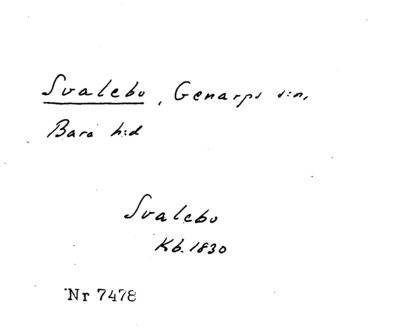 Svalebo, Genarps s:n,
Bara h:d
Svalebo
Kb. 1830
Nr 7478